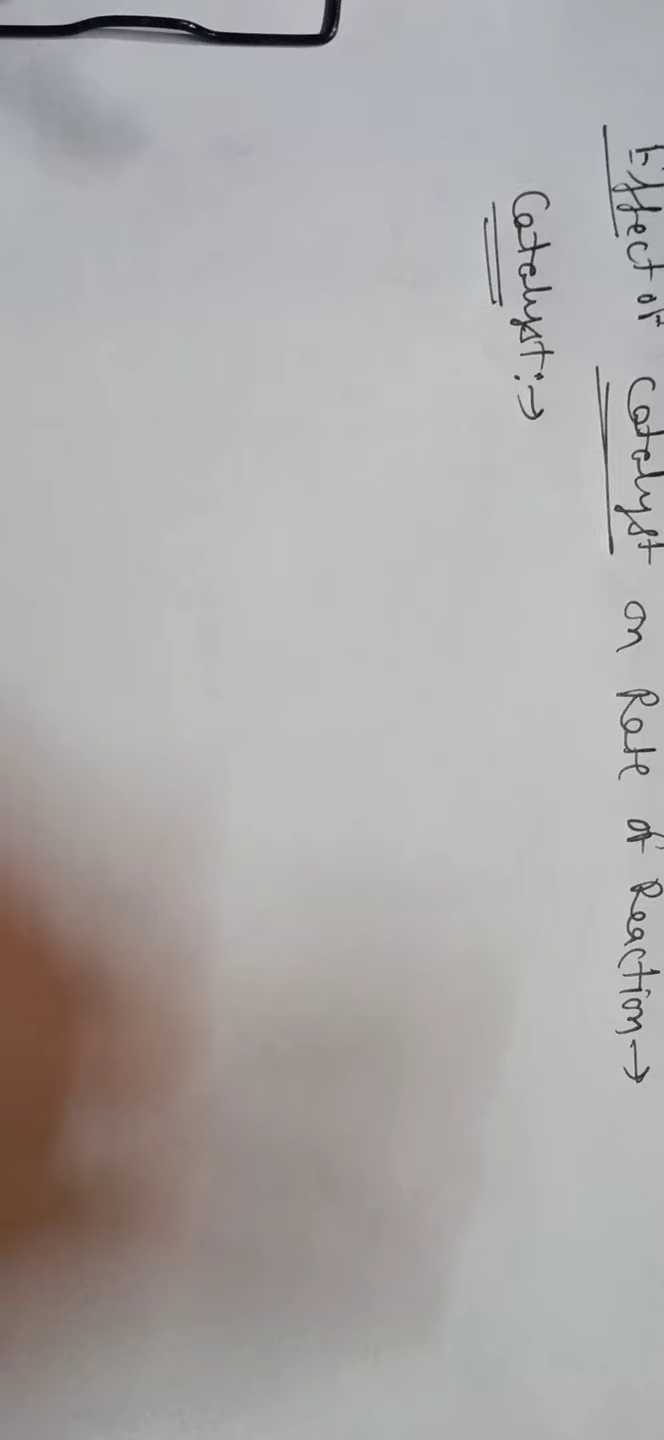 Effect of Catalyst on Rate of Reaction →
Catalyst :→